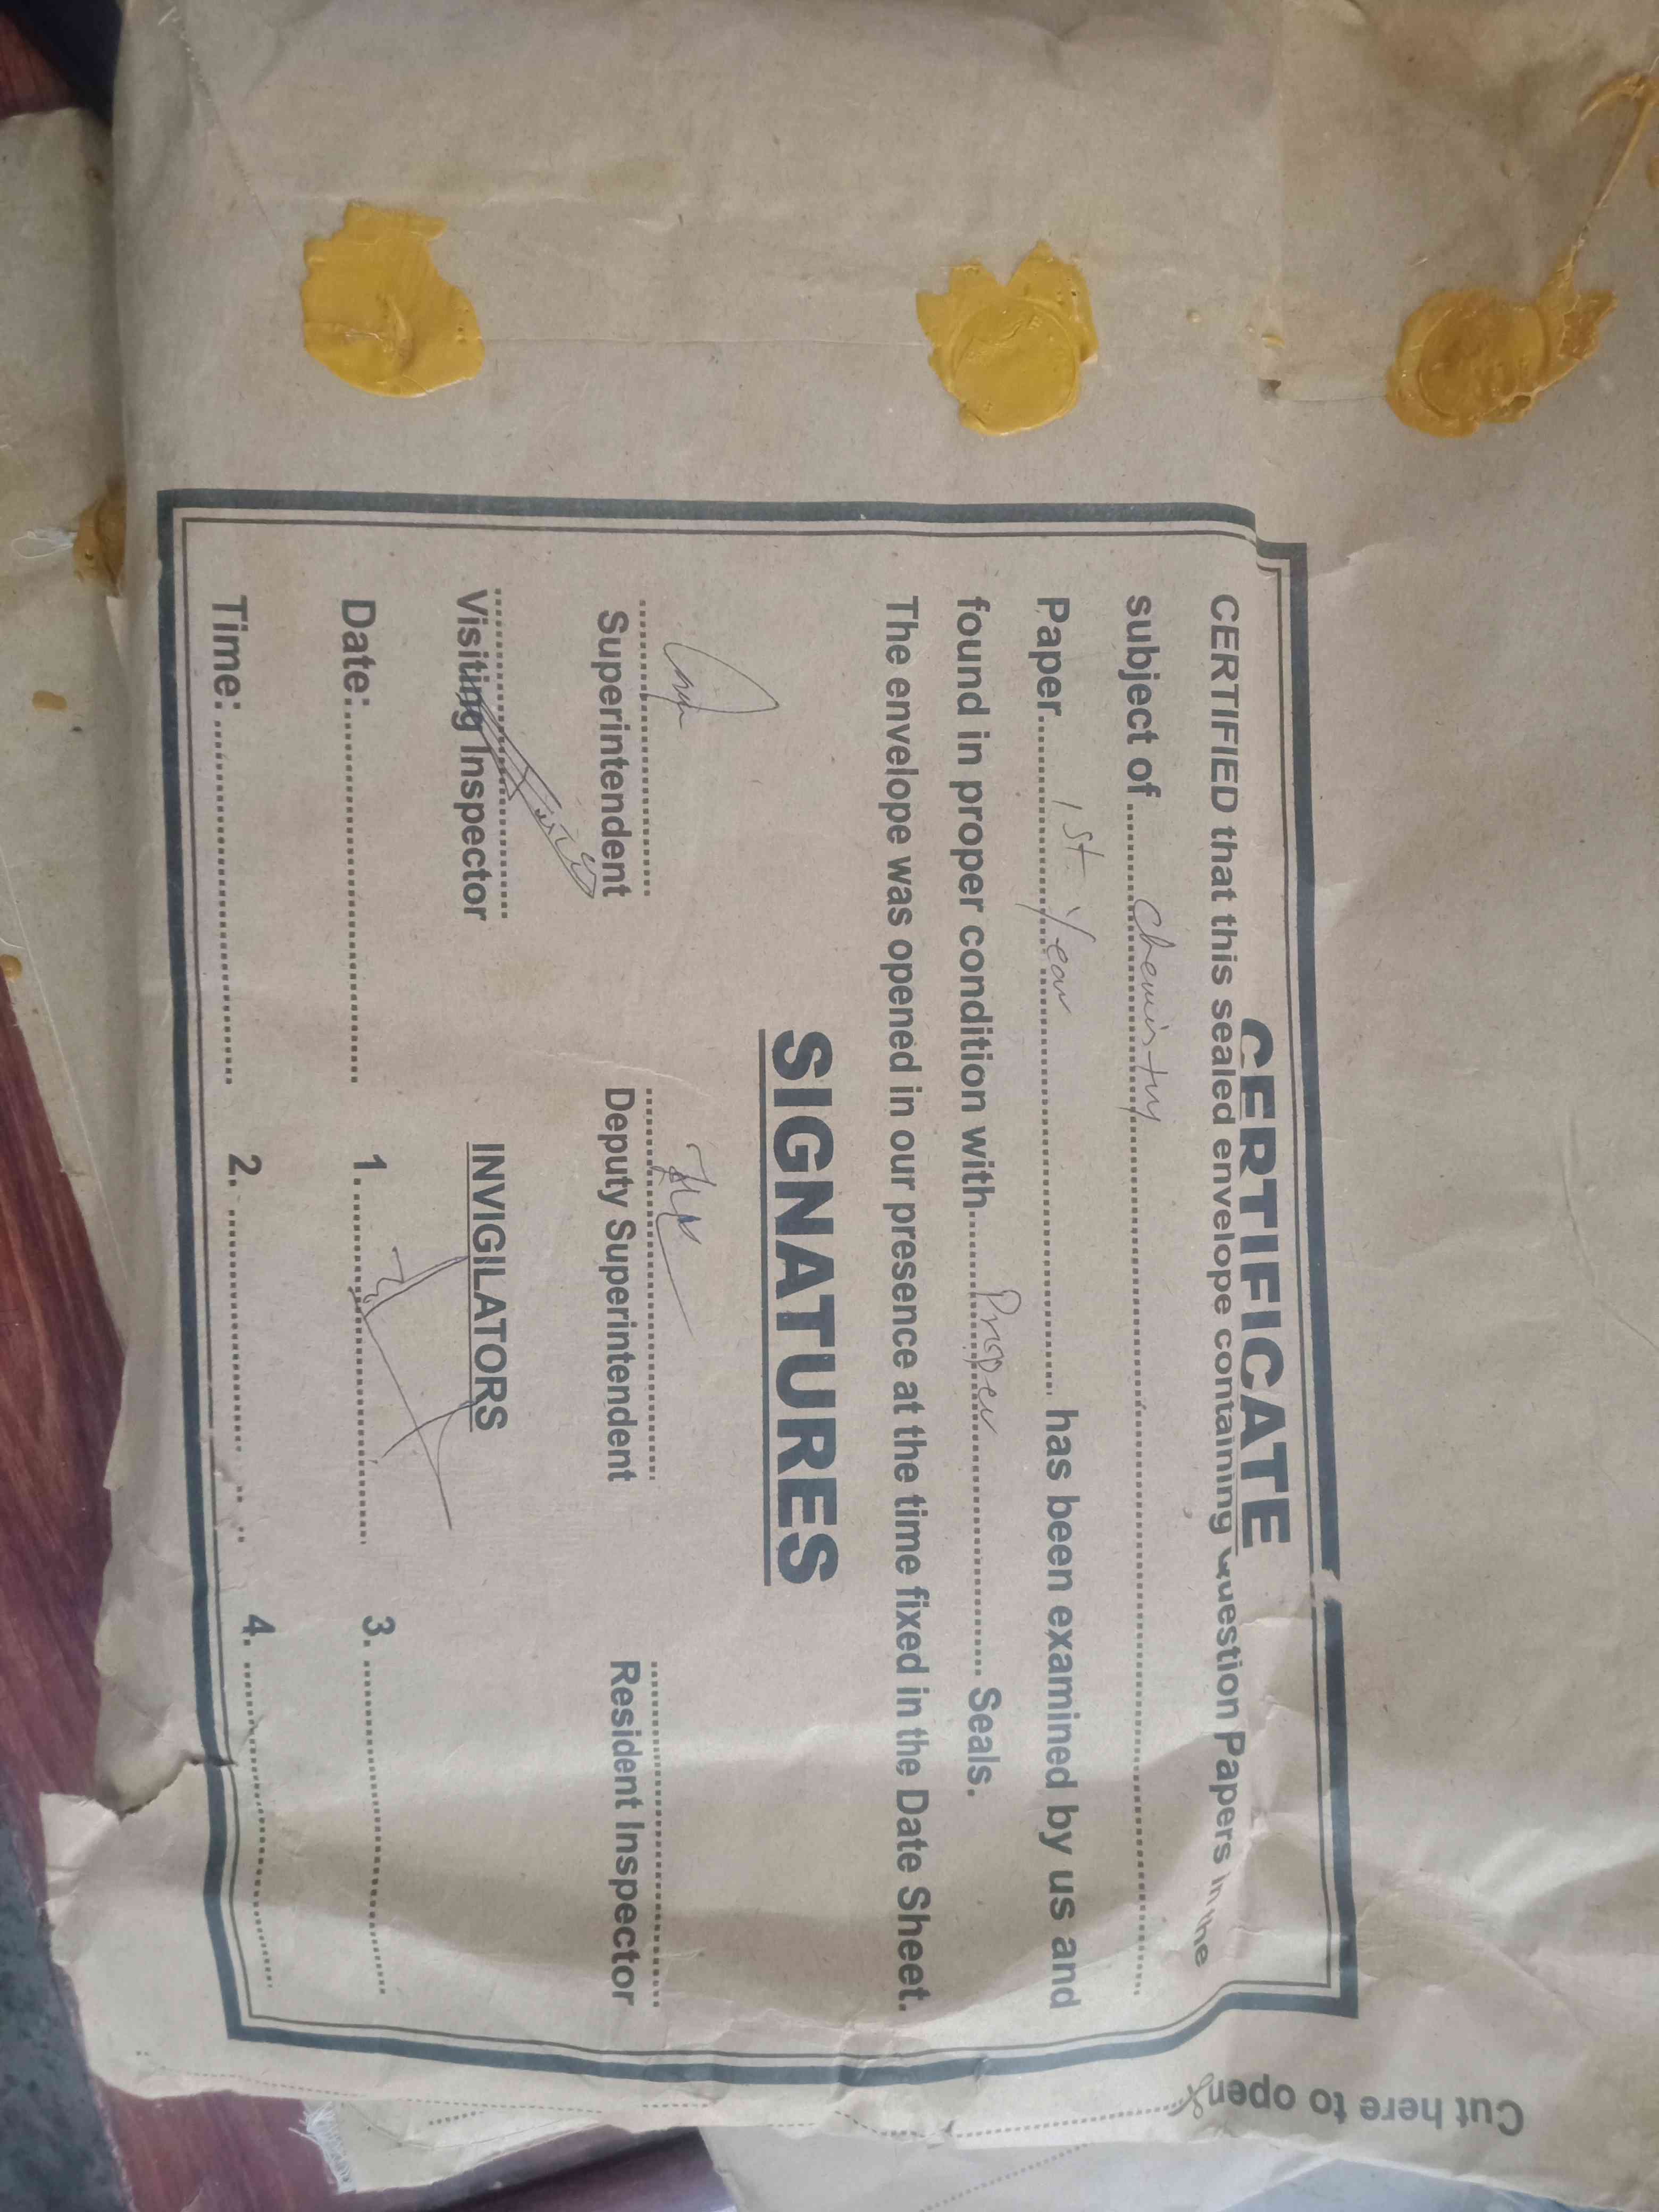 CERTIFICATE
CERTIFIED that this sealed envelope containing Question Papers in the
subject of ........ Chemistry ........
Paper ........ 1st Year ........ has been examined by us and
found in proper condition with ........ Proper ........ Seals.
The envelope was opened in our presence at the time fixed in the Date Sheet.
SIGNATURES
Superintendent Deputy Superintendent Resident Inspector
Visiting Inspector INVIGILATORS
Date: ........ 1. ........ 3. ........
Time: ........ 2. ........ 4. ........
Cut here to open